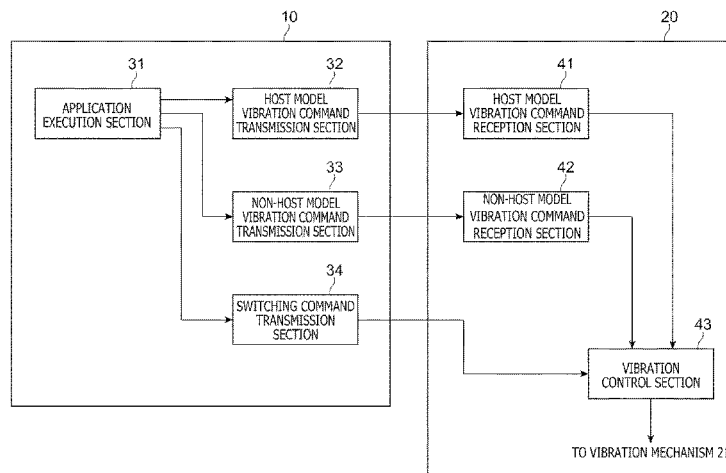 10
20
31
APPLICATION
EXECUTION SECTION
32
HOST MODEL
VIBRATION COMMAND
TRANSMISSION SECTION
41
HOST MODEL
VIBRATION COMMAND
RECEPTION SECTION
33
NON-HOST MODEL
VIBRATION COMMAND
TRANSMISSION SECTION
42
NON-HOST MODEL
VIBRATION COMMAND
RECEPTION SECTION
34
SWITCHING COMMAND
TRANSMISSION
SECTION
43
VIBRATION
CONTROL SECTION
TO VIBRATION MECHANISM